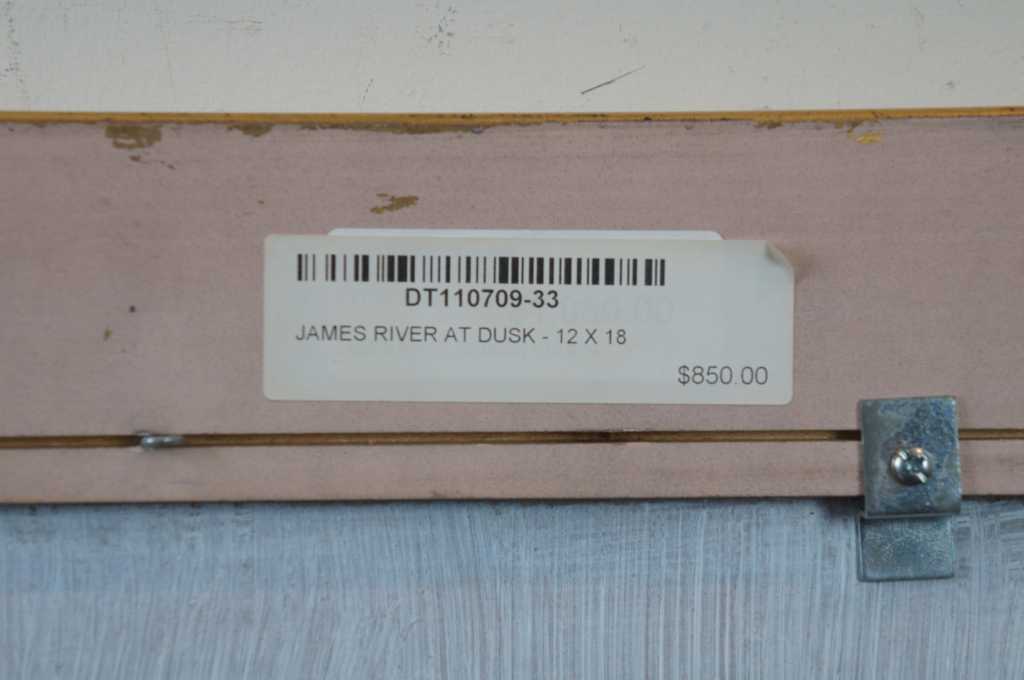 DT110709-33
JAMES RIVER AT DUSK - 12 X 18
$850.00